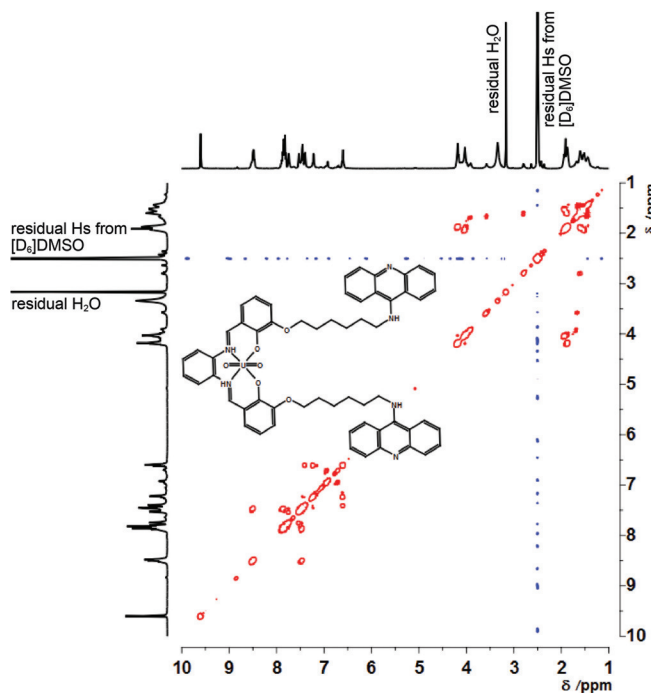 residual H₂O
residual Hs from
[D₆]DMSO
1
residual Hs from
[D₆]DMSO
2
residual H₂O
3
4
5
6
7
8
9
10
δ /ppm
N
NH
O
NH
O
O
U
O
HN
O
O
HN
NH
N
10 9 8 7 6 5 4 3 2 1
δ /ppm